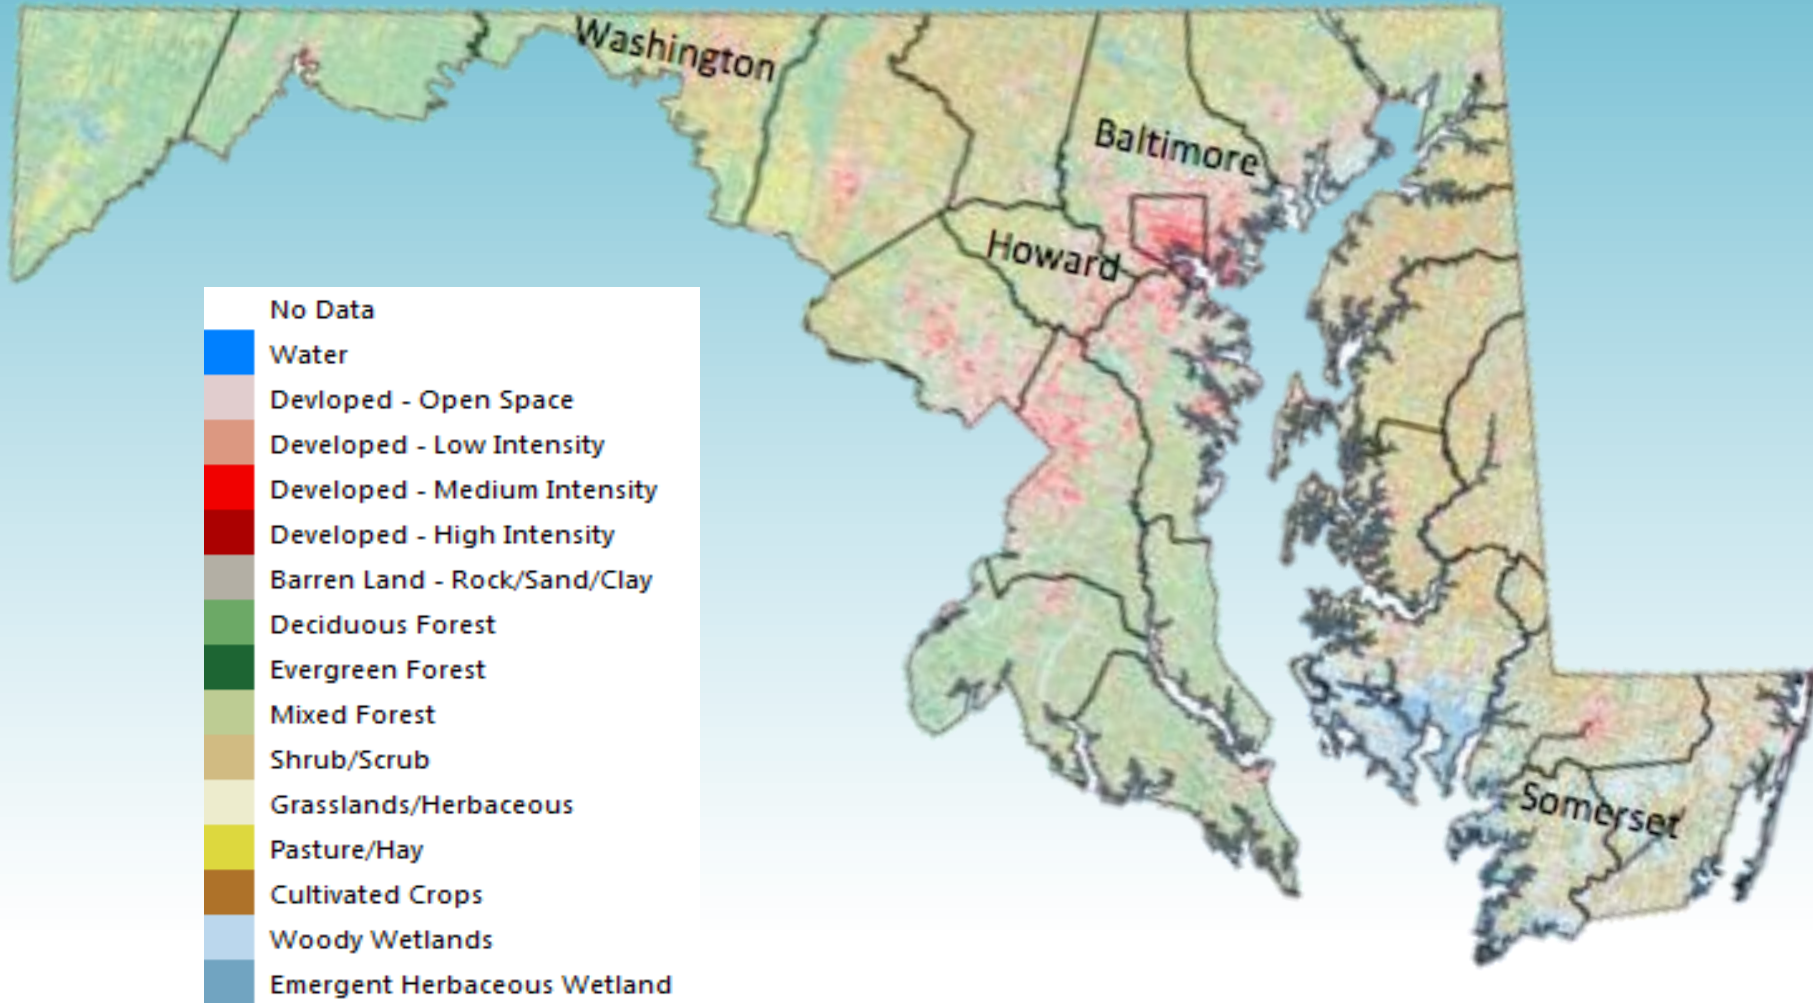 Washington
Baltimore
Howard
Somerset
No Data
Water
Devloped - Open Space
Developed - Low Intensity
Developed - Medium Intensity
Developed - High Intensity
Barren Land - Rock/Sand/Clay
Deciduous Forest
Evergreen Forest
Mixed Forest
Shrub/Scrub
Grasslands/Herbaceous
Pasture/Hay
Cultivated Crops
Woody Wetlands
Emergent Herbaceous Wetland